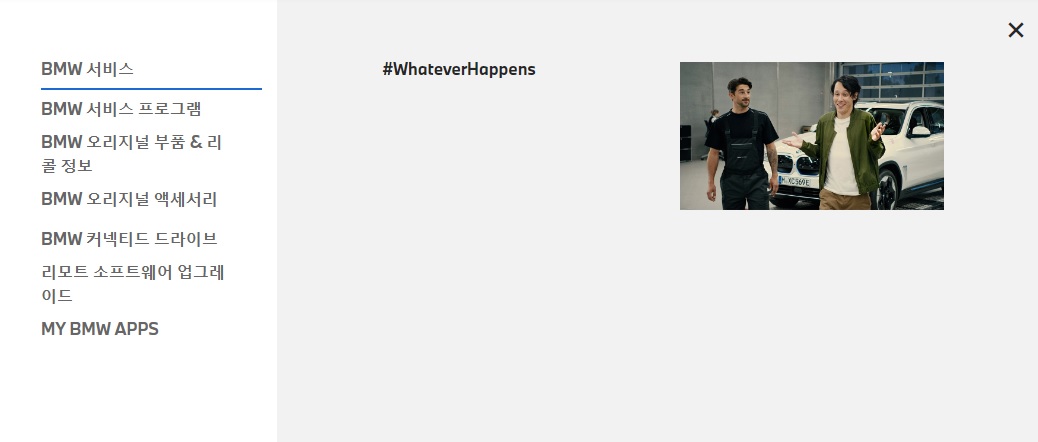 BMW 서비스
BMW 서비스 프로그램
BMW 오리지널 부품 & 리
콜 정보
BMW 오리지널 액세서리
BMW 커넥티드 드라이브
리모트 소프트웨어 업그레
이드
MY BMW APPS
#WhateverHappens